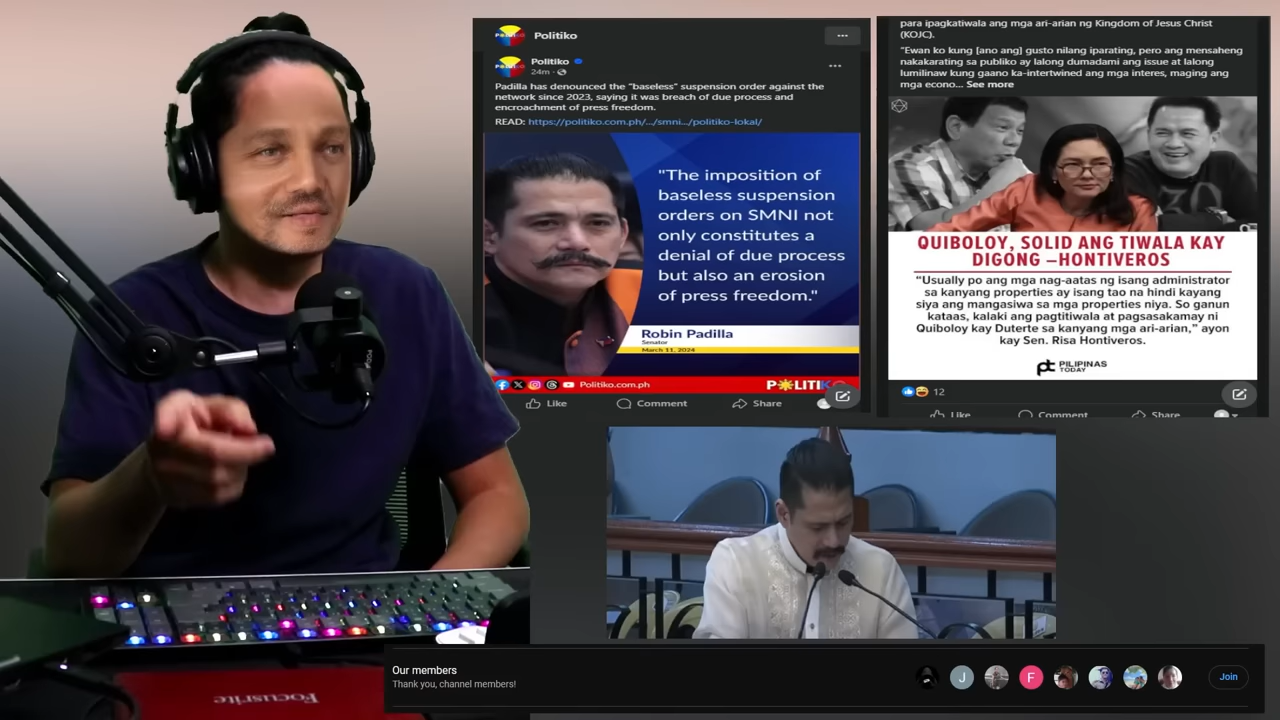 Politiko
Politiko
24m
Padilla has denounced the “baseless” suspension order against the
network since 2023, saying it was breach of due process and
encroachment of press freedom.
READ: https://politiko.com.ph/.../smni.../politiko-lokal/
"The imposition of
baseless suspension
orders on SMNI not
only constitutes a
denial of due process
but also an erosion
of press freedom."
Robin Padilla
Senator
March 11, 2024
Politiko.com.ph
Like
Comment
Share
para ipagkatiwala ang mga ari-arian ng Kingdom of Jesus Christ
(KOJC).
“Ewan ko kung [ano ang] gusto nilang iparating, pero ang mensaheng
nakakarating sa publiko ay lalong dumadami ang issue at lalong
lumilinaw kung gaano ka-intertwined ang mga interes, maging ang
mga econo... See more
QUIBOLOY, SOLID ANG TIWALA KAY
DIGONG –HONTIVEROS
“Usually po ang mga nag-aatas ng isang administrator
sa kanyang properties ay isang tao na hindi kayang
siya ang mangasiwa sa mga properties niya. So ganun
kataas, kalaki ang pagtitiwala at pagsasakamay ni
Quiboloy kay Duterte sa kanyang mga ari-arian,” ayon
kay Sen. Risa Hontiveros.
pt PILIPINAS
TODAY
12
Like
Comment
Share
Focusrite
Our members
Thank you, channel members!
J
F
Join